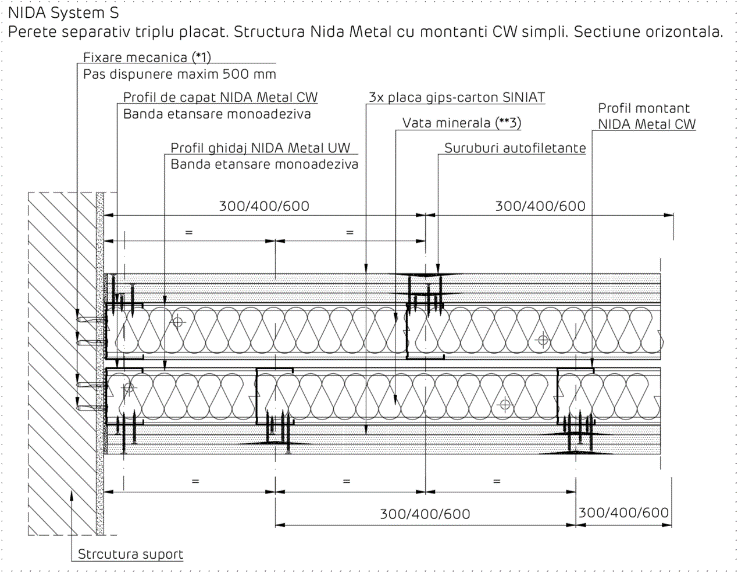 NIDA System S
Perete separativ triplu placat. Structura Nida Metal cu montanti CW simpli. Sectiune orizontala.
Fixare mecanica (*1)
Pas dispunere maxim 500 mm
Profil de capat NIDA Metal CW
Banda etansare monoadeziva
3x placa gips-carton SINIAT
Profil montant
NIDA Metal CW
Vata minerala (**3)
Profil ghidaj NIDA Metal UW
Banda etansare monoadeziva
Suruburi autofiletante
300/400/600
300/400/600
= =
= = =
300/400/600
300/400/600
Strcutura suport